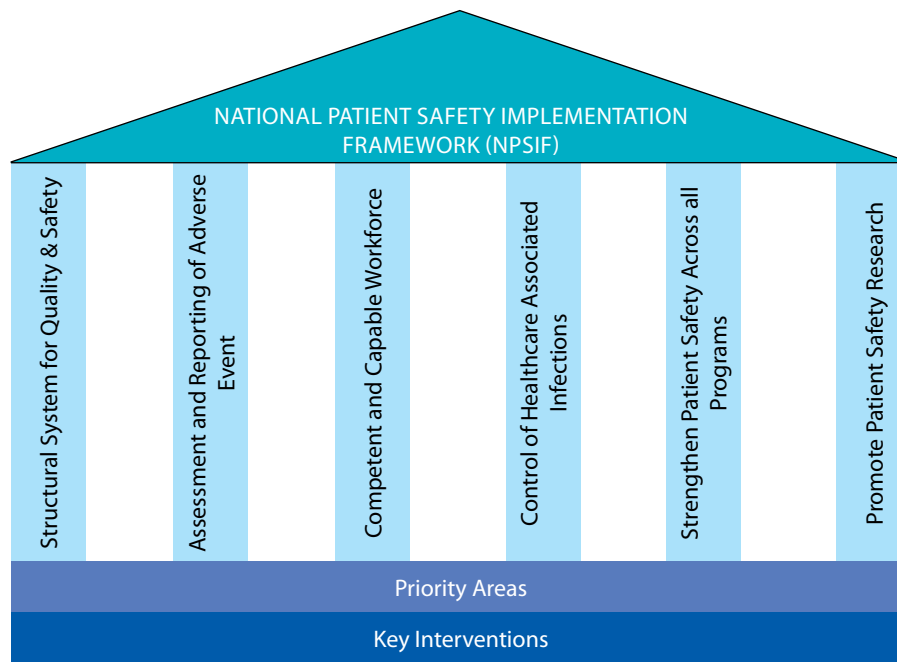 NATIONAL PATIENT SAFETY IMPLEMENTATION
FRAMEWORK (NPSIF)
Structural System for Quality & Safety
Assessment and Reporting of Adverse
Event
Competent and Capable Workforce
Control of Healthcare Associated
Infections
Strengthen Patient Safety Across all
Programs
Promote Patient Safety Research
Priority Areas
Key Interventions